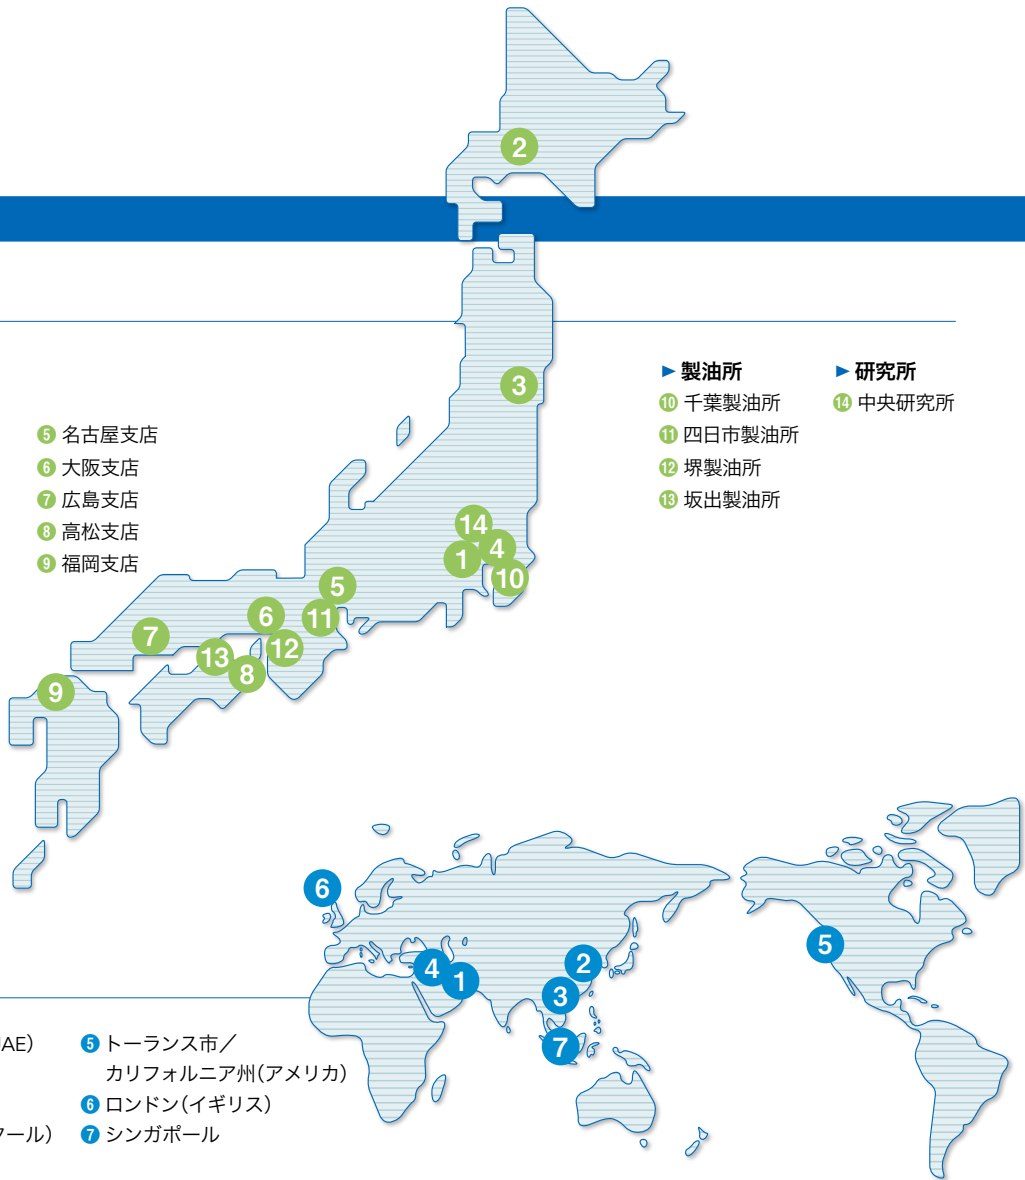 2
3
14
4
1
10
5
6
11
7
12
13
8
9
▶ 製油所
⑩ 千葉製油所
⑪ 四日市製油所
⑫ 堺製油所
⑬ 坂出製油所
▶ 研究所
⑭ 中央研究所
⑤ 名古屋支店
⑥ 大阪支店
⑦ 広島支店
⑧ 高松支店
⑨ 福岡支店
6
5
2
4
1
3
7
AE)
ール)
⑤ トーランス市/
カリフォルニア州(アメリカ)
⑥ ロンドン(イギリス)
⑦ シンガポール